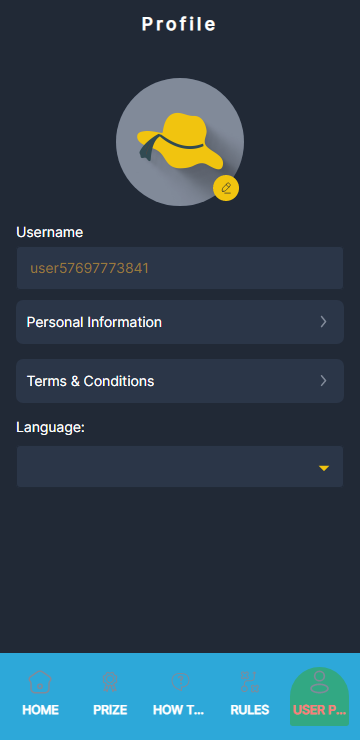 Profile
Username
user57697773841
Personal Information
Terms & Conditions
Language:
HOME
PRIZE
HOW T...
RULES
USER P...